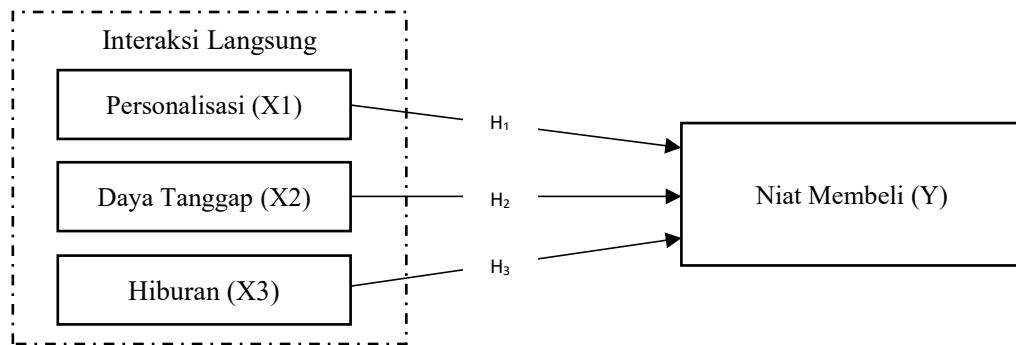 Interaksi Langsung
Personalisasi (X1)
H₁
Daya Tanggap (X2)
H₂
Niat Membeli (Y)
H₃
Hiburan (X3)